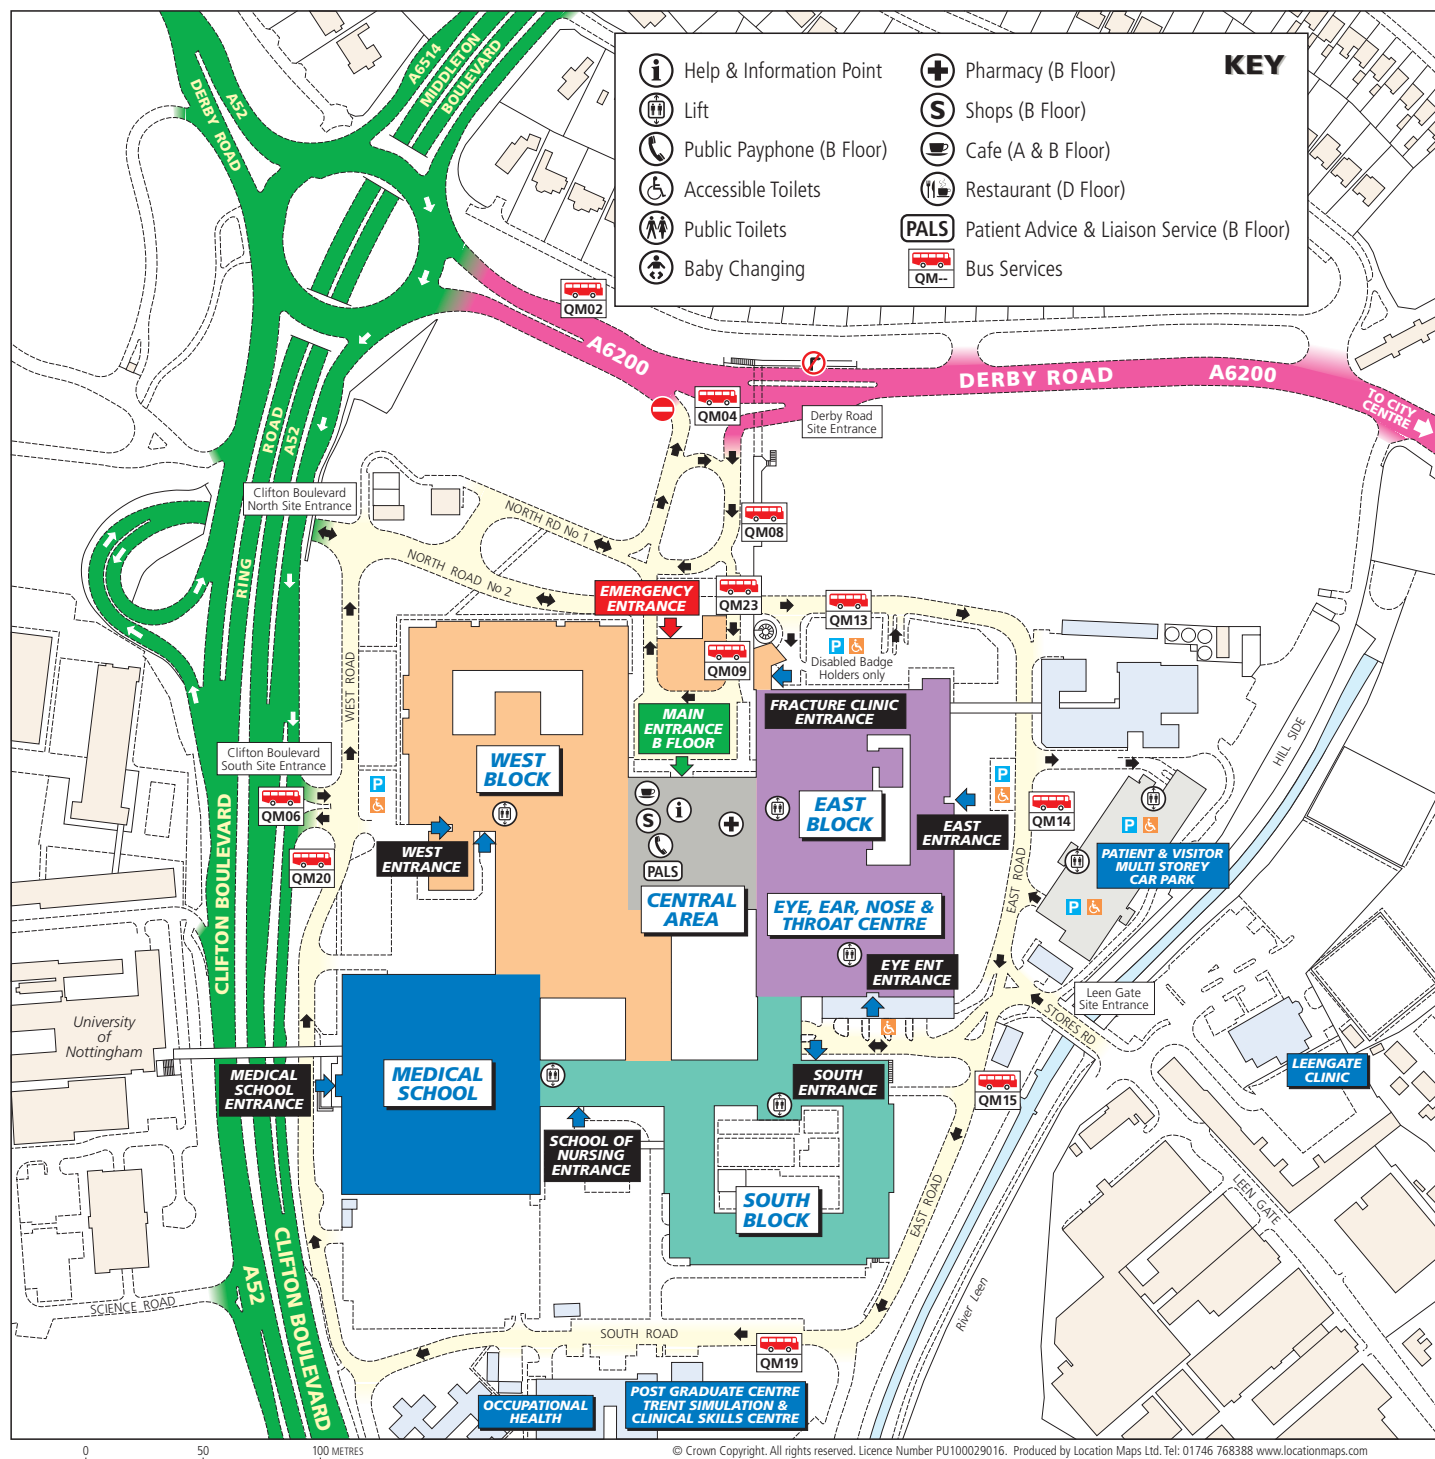 KEY
Help & Information Point
Lift
Public Payphone (B Floor)
Accessible Toilets
Public Toilets
Baby Changing
Pharmacy (B Floor)
S
Shops (B Floor)
Cafe (A & B Floor)
Restaurant (D Floor)
PALS
Patient Advice & Liaison Service (B Floor)
QM--
Bus Services
A6514
MIDDLETON
BOULEVARD
A52
DERBY ROAD
QM02
A6200
QM04
DERBY ROAD
A6200
TO CITY
CENTRE
Derby Road
Site Entrance
ROAD
A52
RING
Clifton Boulevard
North Site Entrance
NORTH RD No 1
NORTH ROAD No 2
QM08
EMERGENCY
ENTRANCE
QM23
QM13
QM09
P
Disabled Badge
Holders only
FRACTURE CLINIC
ENTRANCE
MAIN
ENTRANCE
B FLOOR
WEST ROAD
Clifton Boulevard
South Site Entrance
QM06
P
QM20
WEST
BLOCK
WEST
ENTRANCE
S
PALS
CENTRAL
AREA
EAST
BLOCK
EAST
ENTRANCE
P
QM14
EAST ROAD
P
PATIENT & VISITOR
MULTI STOREY
CAR PARK
P
HILL SIDE
EYE, EAR, NOSE &
THROAT CENTRE
EYE ENT
ENTRANCE
CLIFTON BOULEVARD
University
of
Nottingham
Leen Gate
Site Entrance
STORES RD
LEENGATE
CLINIC
MEDICAL
SCHOOL
ENTRANCE
MEDICAL
SCHOOL
SOUTH
ENTRANCE
QM15
SCHOOL OF
NURSING
ENTRANCE
SOUTH
BLOCK
EAST ROAD
LEEN GATE
River Leen
A52
CLIFTON BOULEVARD
SCIENCE ROAD
SOUTH ROAD
QM19
OCCUPATIONAL
HEALTH
POST GRADUATE CENTRE
TRENT SIMULATION &
CLINICAL SKILLS CENTRE
0 50 100 METRES
© Crown Copyright. All rights reserved. Licence Number PU100029016. Produced by Location Maps Ltd. Tel: 01746 768388 www.locationmaps.com